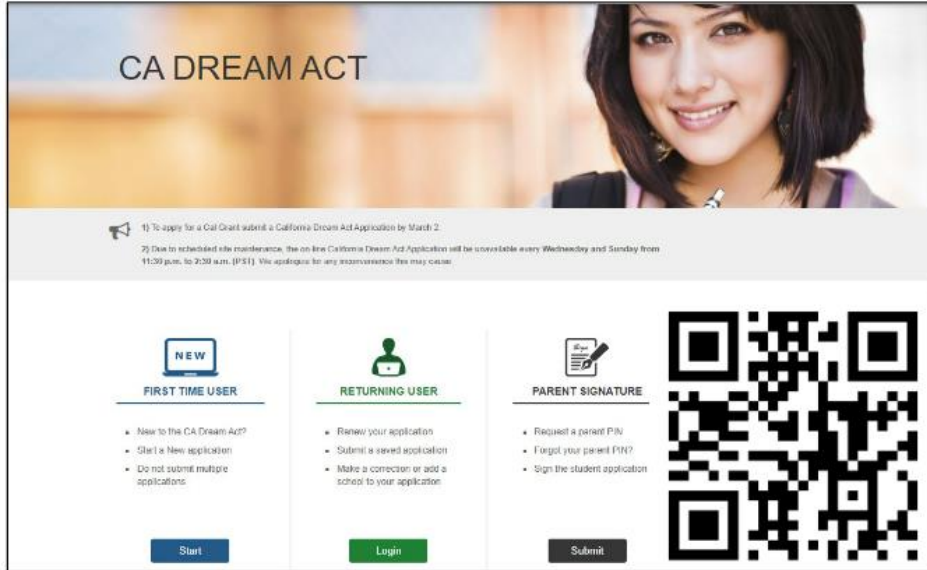 CA DREAM ACT
1) To apply for a Cal Grant submit a California Dream Act Application by March 2.
2) Due to scheduled site maintenance, the on-line California Dream Act Application will be unavailable every Wednesday and Sunday from
11:30 p.m. to 3:30 a.m. (PST). We apologize for any inconvenience this may cause
NEW
FIRST TIME USER
New to the CA Dream Act?
Start a New application
Do not submit multiple
applications
Start
RETURNING USER
Renew your application
Submit a saved application
Make a correction or add a
school to your application
Login
PARENT SIGNATURE
Request a parent PIN
Forgot your parent PIN?
Sign the student application
Submit